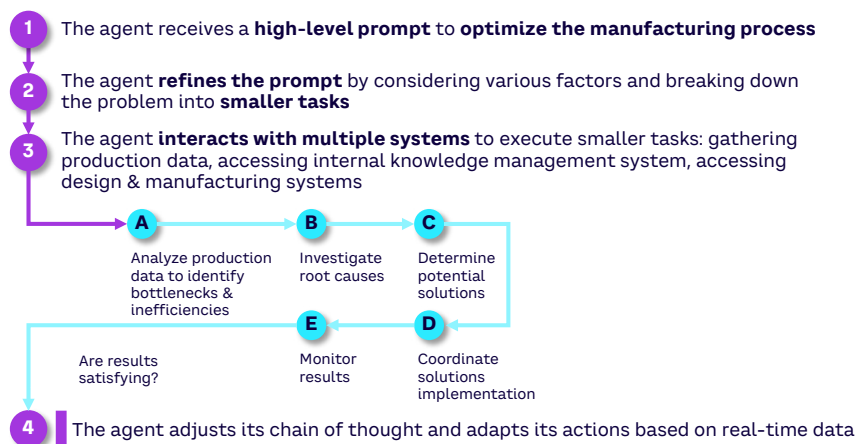 1 The agent receives a high-level prompt to optimize the manufacturing process
2 The agent refines the prompt by considering various factors and breaking down
the problem into smaller tasks
3 The agent interacts with multiple systems to execute smaller tasks: gathering
production data, accessing internal knowledge management system, accessing
design & manufacturing systems
A
Analyze production
data to identify
bottlenecks &
inefficiencies
B
Investigate
root causes
C
Determine
potential
solutions
D
Coordinate
solutions
implementation
E
Monitor
results
Are results
satisfying?
4 The agent adjusts its chain of thought and adapts its actions based on real-time data